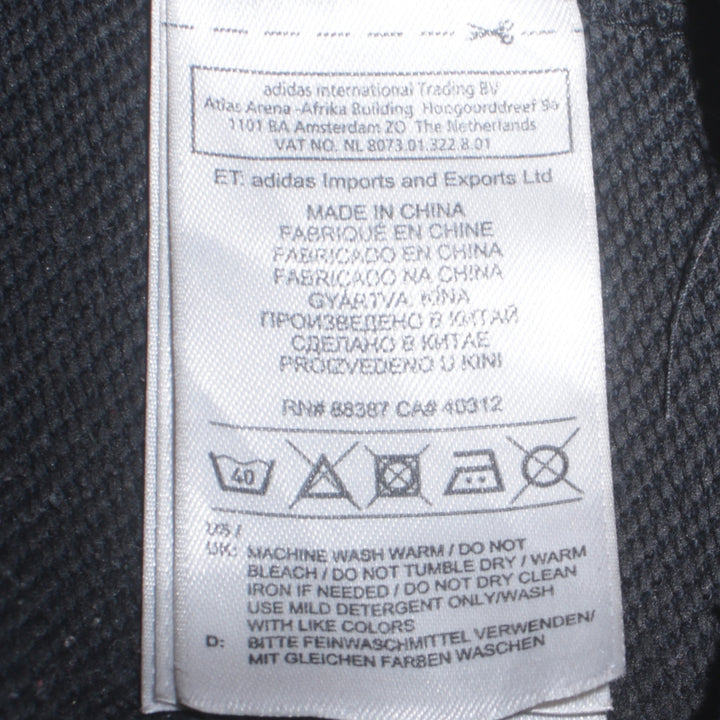 adidas International Trading BV
Atlas Arena -Afrika Building Hoogoorddreef 9a
1101 BA Amsterdam ZO The Netherlands
VAT NO. NL 8073.01.322.8.01
ET: adidas Imports and Exports Ltd
MADE IN CHINA
FABRIQUÉ EN CHINE
FABRICADO EN CHINA
FABRICADO NA CHINA
GYÁRTVA: KÍNA
ПРОИЗВЕДЕНО В КИТАЙ
СДЕЛАНО В КИТАЕ
PROIZVEDENO U KINI
RN# 88387 CA# 40312
40
US /
UK: MACHINE WASH WARM / DO NOT
BLEACH / DO NOT TUMBLE DRY / WARM
IRON IF NEEDED / DO NOT DRY CLEAN
USE MILD DETERGENT ONLY/WASH
WITH LIKE COLORS
D: BITTE FEINWASCHMITTEL VERWENDEN/
MIT GLEICHEN FARBEN WASCHEN